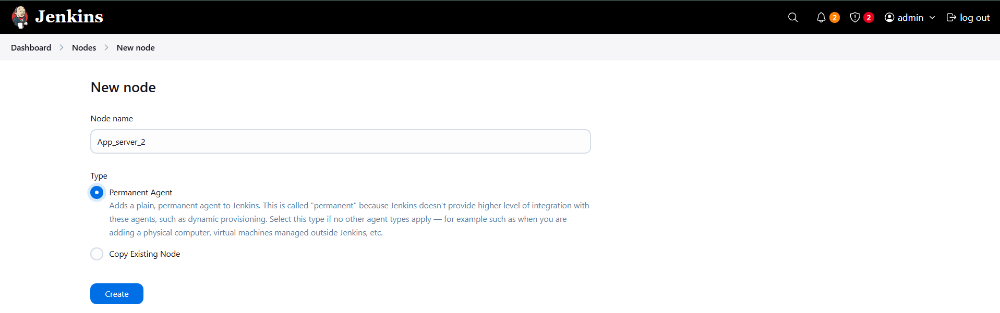 Jenkins
2
2
admin
log out
Dashboard
Nodes
New node
New node
Node name
App_server_2
Type
Permanent Agent
Adds a plain, permanent agent to Jenkins. This is called "permanent" because Jenkins doesn't provide higher level of integration with
these agents, such as dynamic provisioning. Select this type if no other agent types apply — for example such as when you are
adding a physical computer, virtual machines managed outside Jenkins, etc.
Copy Existing Node
Create